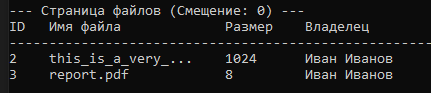 --- Страница файлов (Смещение: 0) ---
ID Имя файла Размер Владелец
--------------------------------------------------------------
2 this_is_a_very_... 1024 Иван Иванов
3 report.pdf 8 Иван Иванов